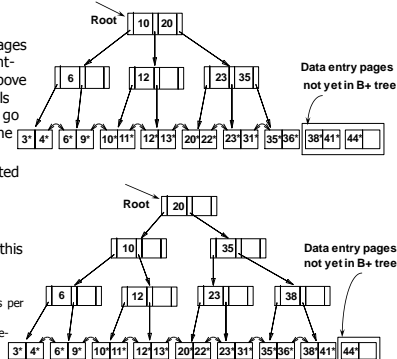 Root
10 20
ages
nt-
bove
ls
go
ne
ted
6
12
23 35
Data entry pages
not yet in B+ tree
3* 4* 6* 9* 10* 11* 12* 13* 20* 22* 23* 31* 35* 36* 38* 41* 44*
Root
20
10
35
this
Data entry pages
not yet in B+ tree
s per
e-
6
12
23
38
3* 4* 6* 9* 10* 11* 12* 13* 20* 22* 23* 31* 35* 36* 38* 41* 44*